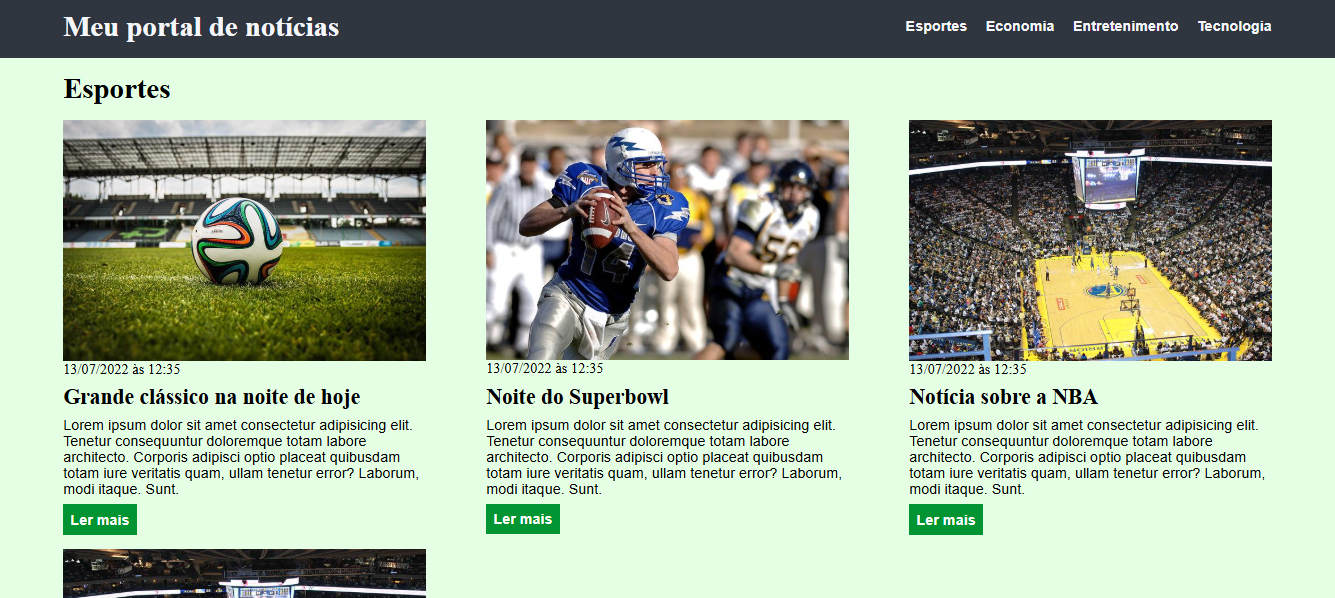 Meu portal de notícias
Esportes Economia Entretenimento Tecnologia
Esportes
13/07/2022 às 12:35
Grande clássico na noite de hoje
Lorem ipsum dolor sit amet consectetur adipisicing elit.
Tenetur consequuntur doloremque totam labore
architecto. Corporis adipisci optio placeat quibusdam
totam iure veritatis quam, ullam tenetur error? Laborum,
modi itaque. Sunt.
Ler mais
14
13/07/2022 às 12:35
Noite do Superbowl
Lorem ipsum dolor sit amet consectetur adipisicing elit.
Tenetur consequuntur doloremque totam labore
architecto. Corporis adipisci optio placeat quibusdam
totam iure veritatis quam, ullam tenetur error? Laborum,
modi itaque. Sunt.
Ler mais
13/07/2022 às 12:35
Notícia sobre a NBA
Lorem ipsum dolor sit amet consectetur adipisicing elit.
Tenetur consequuntur doloremque totam labore
architecto. Corporis adipisci optio placeat quibusdam
totam iure veritatis quam, ullam tenetur error? Laborum,
modi itaque. Sunt.
Ler mais